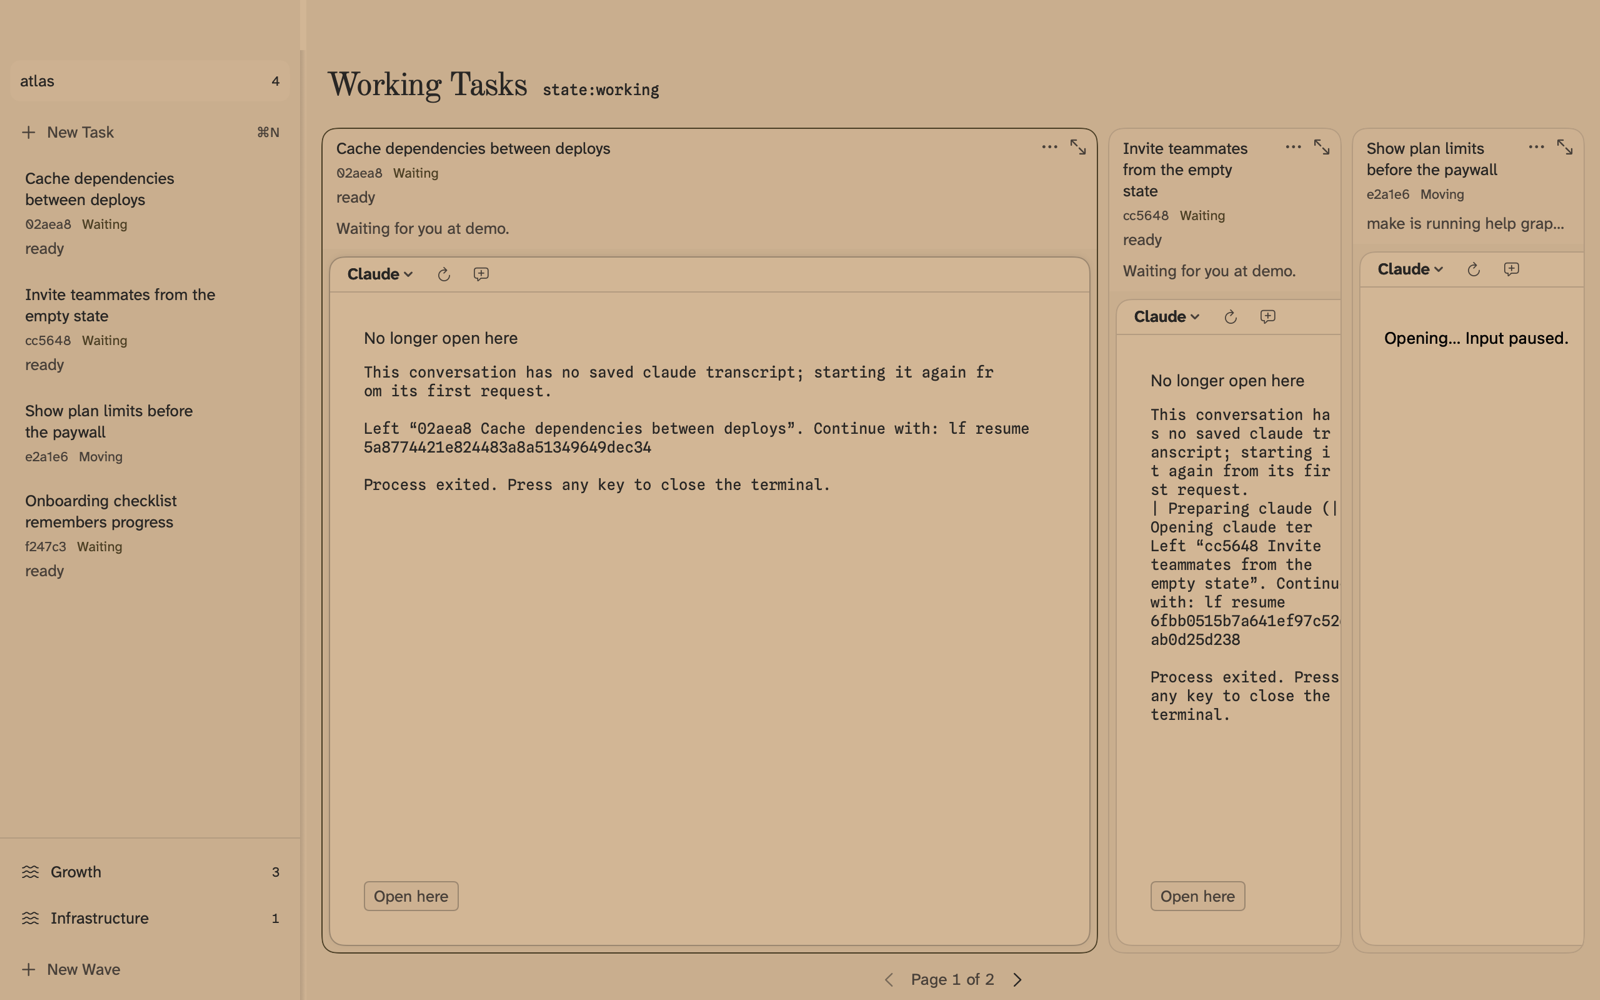 atlas 4
New Task ⌘N
Cache dependencies
between deploys
02aea8 Waiting
ready
Invite teammates from the
empty state
cc5648 Waiting
ready
Show plan limits before
the paywall
e2a1e6 Moving
Onboarding checklist
remembers progress
f247c3 Waiting
ready
Growth 3
Infrastructure 1
New Wave
Working Tasks state:working
Cache dependencies between deploys
02aea8 Waiting
ready
Waiting for you at demo.
Claude
No longer open here
This conversation has no saved claude transcript; starting it again fr
om its first request.
Left “02aea8 Cache dependencies between deploys”. Continue with: lf resume
5a8774421e824483a8a51349649dec34
Process exited. Press any key to close the terminal.
Open here
Invite teammates
from the empty
state
cc5648 Waiting
ready
Waiting for you at demo.
Claude
No longer open here
This conversation ha
s no saved claude tr
anscript; starting i
t again from its fir
st request.
| Preparing claude (|
Opening claude ter
Left “cc5648 Invite
teammates from the
empty state”. Continu
with: lf resume
6fbb0515b7a641ef97c52
ab0d25d238
Process exited. Press
any key to close the
terminal.
Open here
Show plan limits
before the paywall
e2a1e6 Moving
make is running help grap...
Claude
Opening... Input paused.
Page 1 of 2